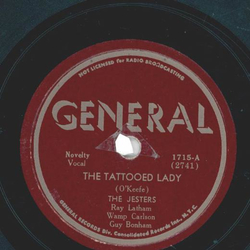 NOT LICENSED FOR RADIO BROADCASTING
GENERAL
Novelty
Vocal
1715-A
(2741)
THE TATTOOED LADY
(O'Keefe)
THE JESTERS
Ray Latham
Wamp Carlson
Guy Bonham
GENERAL RECORDS Div. Consolidated Records Inc. N.Y.C.